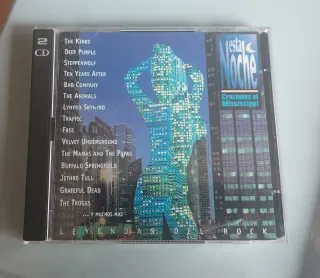 2
CD
THE KINKS
DEEP PURPLE
STEPPENWOLF
TEN YEARS AFTER
BAD COMPANY
THE ANIMALS
LYNYRD SKYNYRD
TRAFFIC
FREE
VELVET UNDERGROUND
THE MAMAS AND THE PAPAS
BUFFALO SPRINGFIELD
JETHRO TULL
GRATEFUL DEAD
THE TROGGS
... Y MUCHOS MÁS
esta
Noche
Cruzamos el
Mississippi
LEYENDAS DEL ROCK